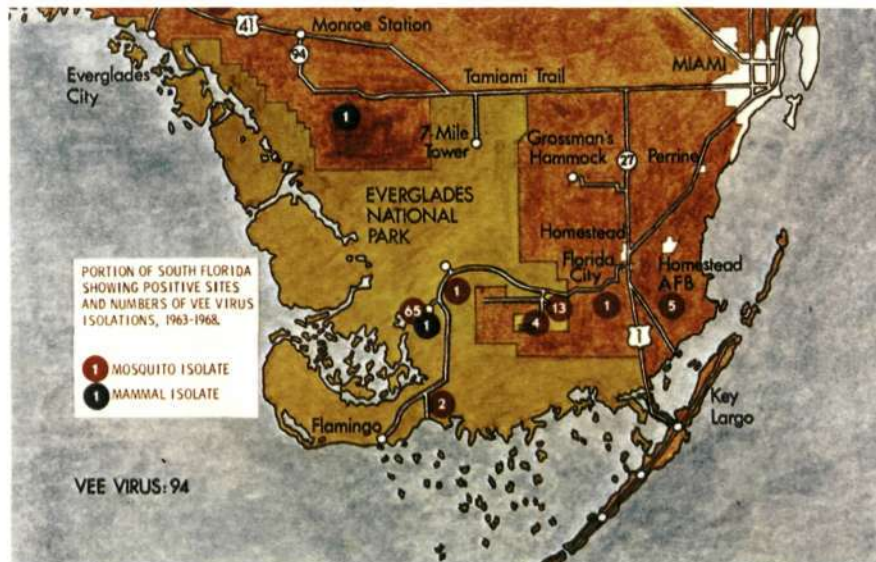 41
Monroe Station
94
Everglades
City
Tamiami Trail
MIAMI
1
7-Mile
Tower
Grossman's
Hammock
27
Perrine
EVERGLADES
NATIONAL
PARK
Homestead
Florida
City
Homestead
AFB
PORTION OF SOUTH FLORIDA
SHOWING POSITIVE SITES
AND NUMBERS OF VEE VIRUS
ISOLATIONS, 1963-1968.
1 MOSQUITO ISOLATE
1 MAMMAL ISOLATE
1
65
1
4
13
1
5
1
2
Flamingo
Key
Largo
VEE VIRUS: 94